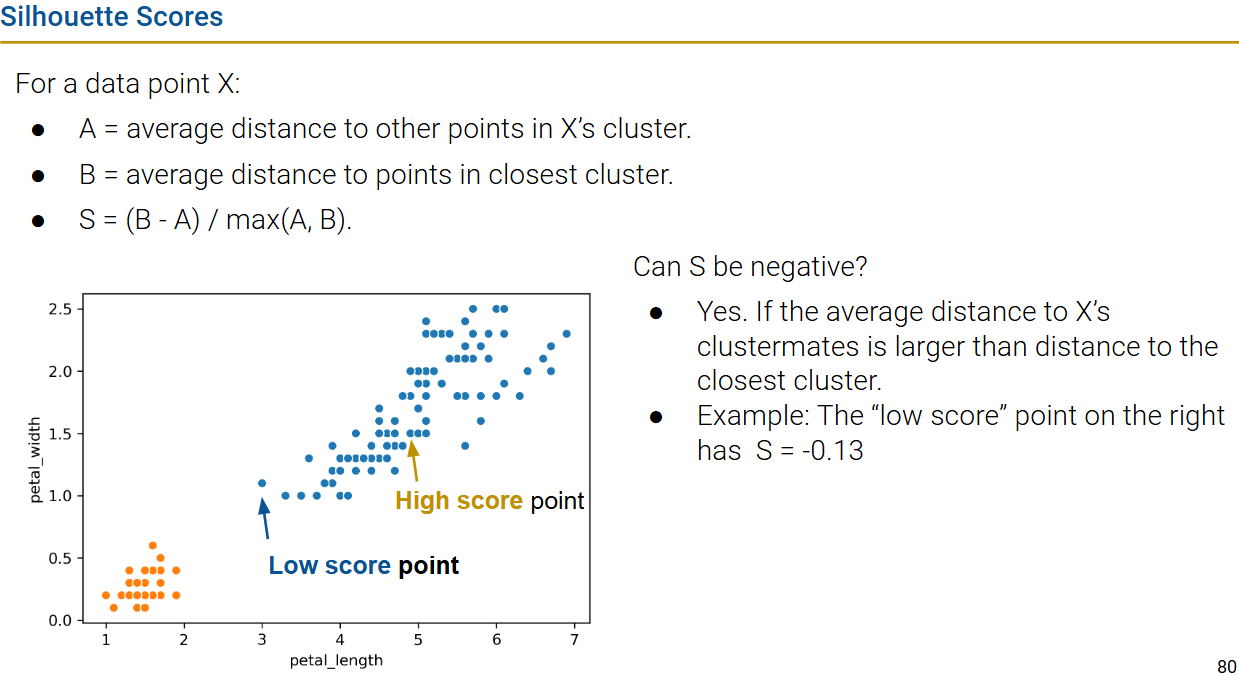 Silhouette Scores
For a data point X:
● A = average distance to other points in X’s cluster.
● B = average distance to points in closest cluster.
● S = (B - A) / max(A, B).
Can S be negative?
● Yes. If the average distance to X’s
clustermates is larger than distance to the
closest cluster.
● Example: The “low score” point on the right
has S = -0.13
2.5
2.0
1.5
1.0
0.5
0.0
petal_width
High score point
Low score point
1 2 3 4 5 6 7
petal_length
80